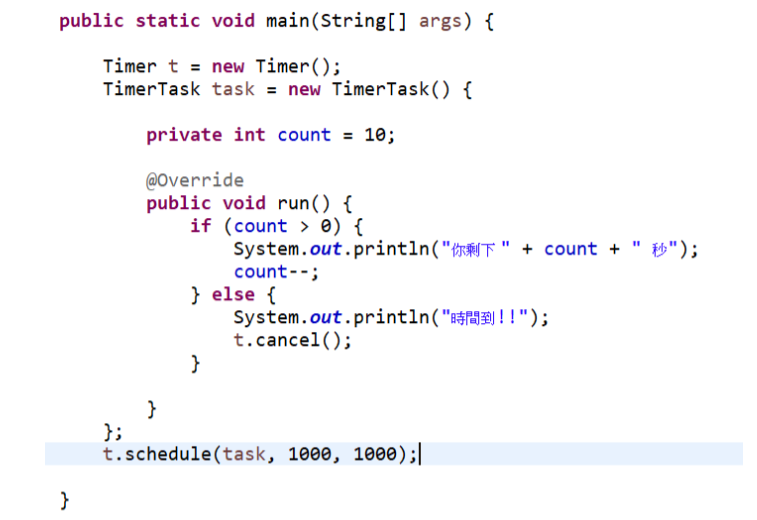 public static void main(String[] args) {
Timer t = new Timer();
TimerTask task = new TimerTask() {
private int count = 10;
@Override
public void run() {
if (count > 0) {
System.out.println("你剩下 " + count + " 秒");
count--;
} else {
System.out.println("時間到!!");
t.cancel();
}
}
};
t.schedule(task, 1000, 1000);
}